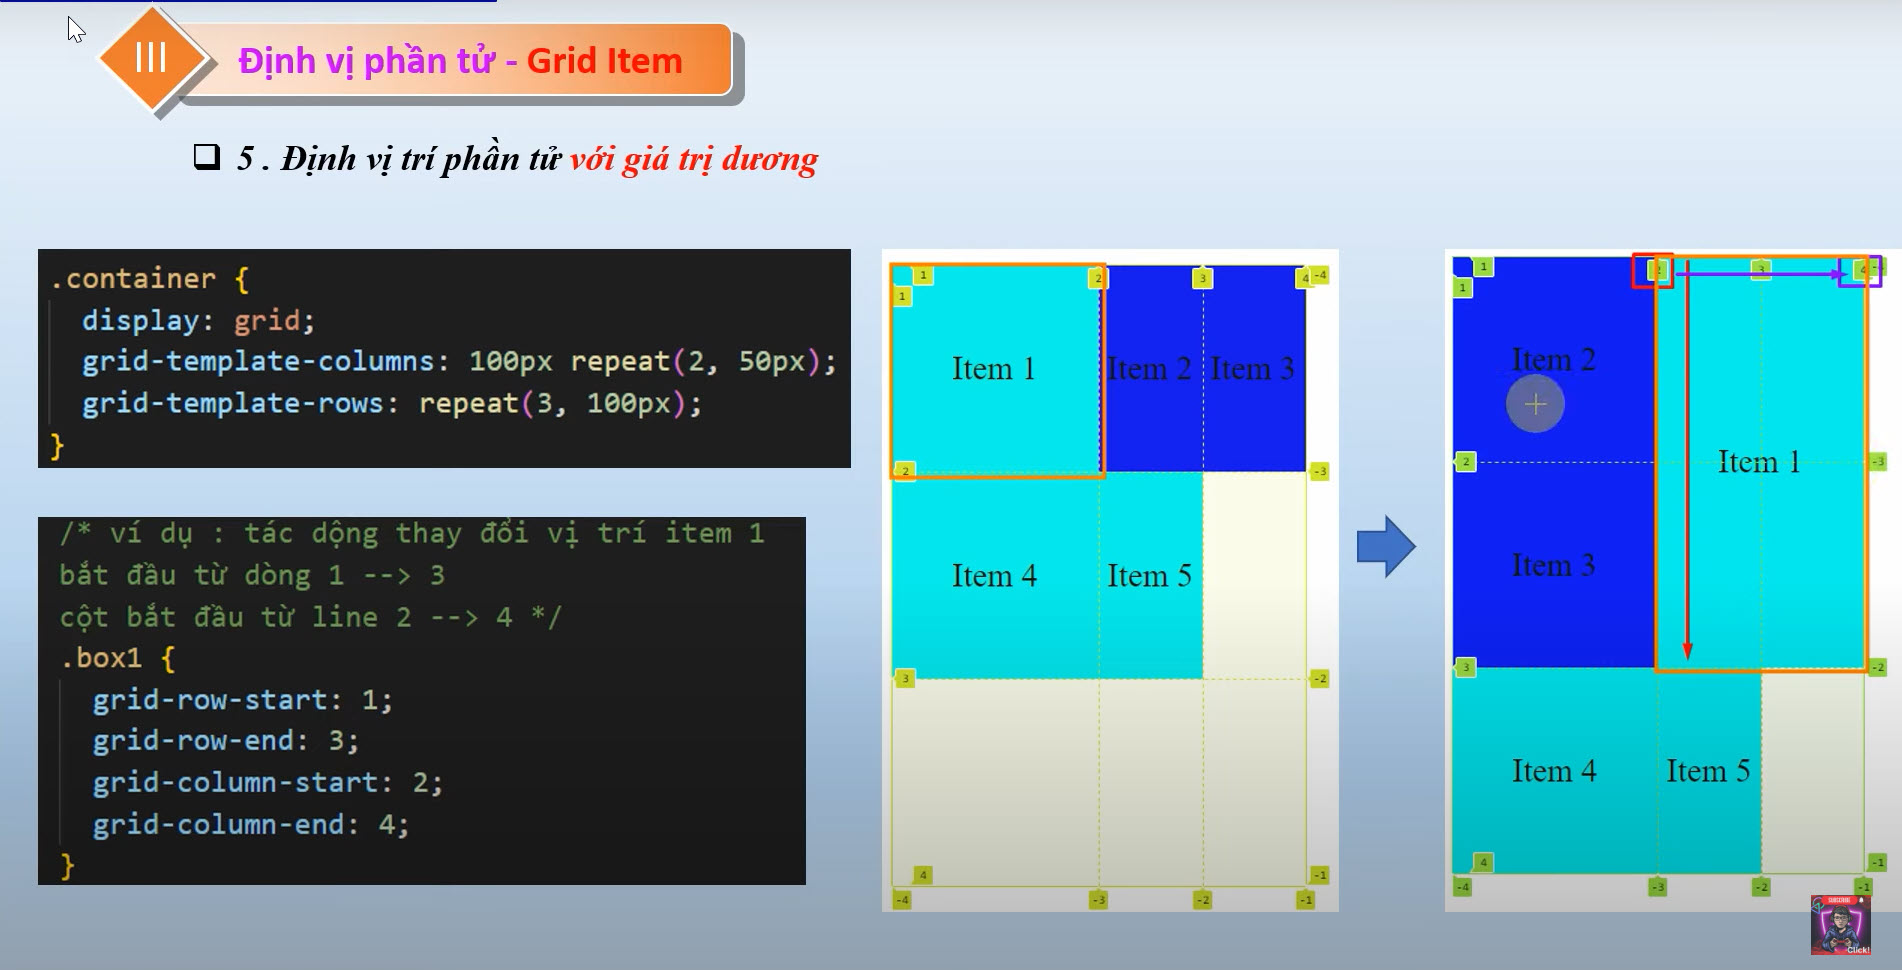 III
Định vị phần tử - Grid Item
5 . Định vị trí phần tử với giá trị dương
.container {
display: grid;
grid-template-columns: 100px repeat(2, 50px);
grid-template-rows: repeat(3, 100px);
}
/* ví dụ : tác dộng thay đổi vị trí item 1
bắt đầu từ dòng 1 --> 3
cột bắt đầu từ line 2 --> 4 */
.box1 {
grid-row-start: 1;
grid-row-end: 3;
grid-column-start: 2;
grid-column-end: 4;
}
1 2 3 4 -4
1
Item 1 Item 2 Item 3
2 -3
Item 4 Item 5
3 -2
4 -1
-4 -3 -2 -1
1 2 3 4
1
Item 2
2 Item 1 -3
Item 3
3 -2
Item 4 Item 5
4 -1
-4 -3 -2 -1
SUBSCRIBE
Click!